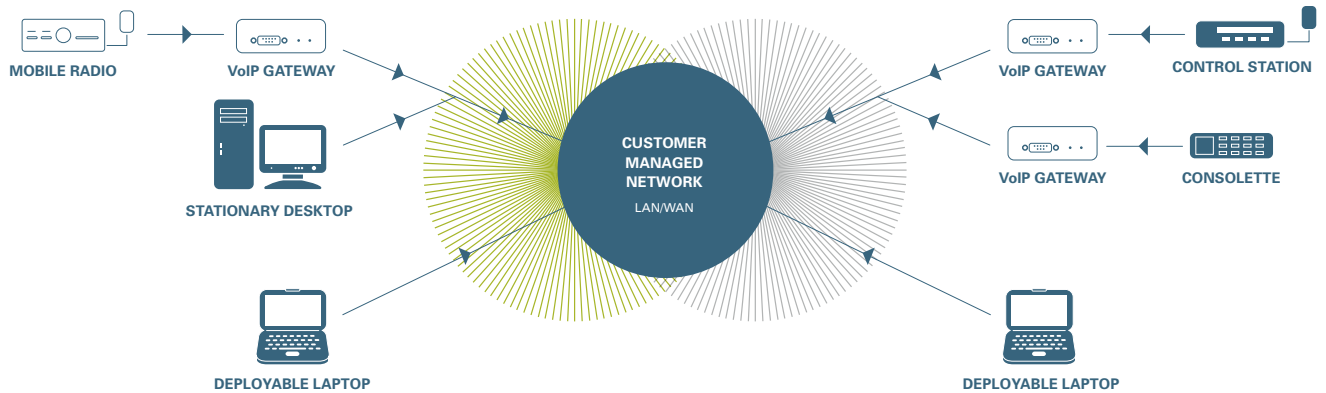 MOBILE RADIO
VoIP GATEWAY
STATIONARY DESKTOP
DEPLOYABLE LAPTOP
CUSTOMER
MANAGED
NETWORK
LAN/WAN
VoIP GATEWAY
CONTROL STATION
VoIP GATEWAY
CONSOLETTE
DEPLOYABLE LAPTOP